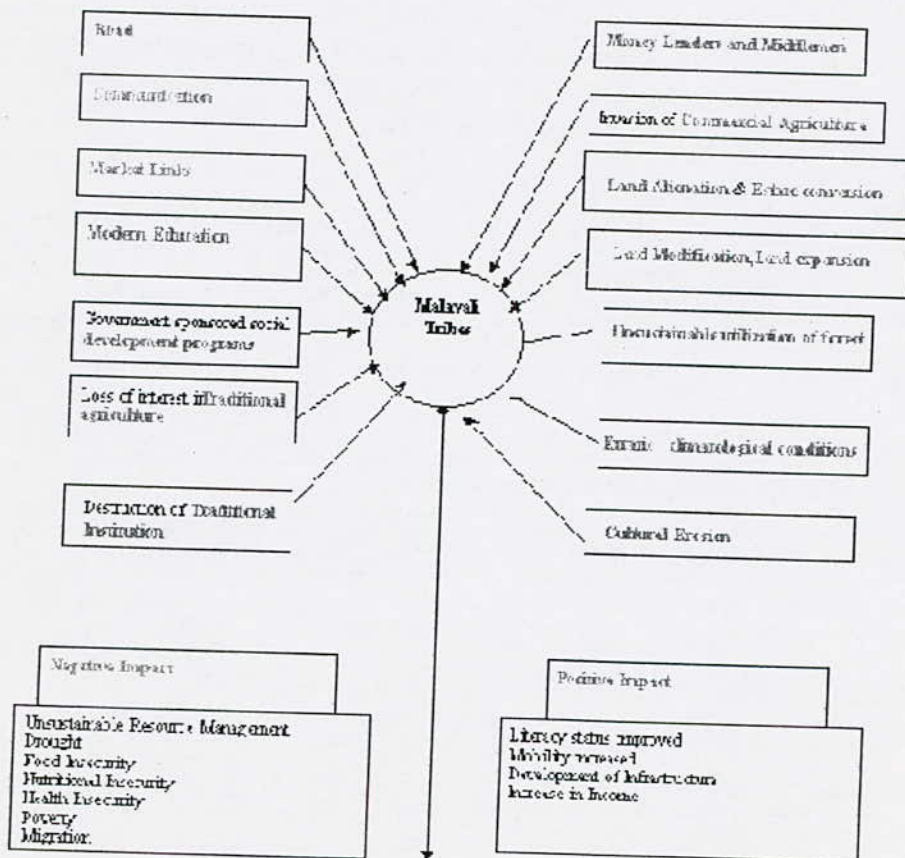 Road
Market Links
Modern Education
Government sponsored social
development programs
Loss of interest inTraditional
agriculture
Destruction of Traditional
Institution
Malayali
Tribes
Money Lenders and Middlemen
Invasion of Commercial Agriculture
Land Alienation & conversion
Land Modification, Land expansion
Unsustainable utilization of forest
Erratic climatological conditions
Cultural Erosion
Negative Impact
Unsustainable Resource Management
Drought
Food Insecurity
Nutritional Insecurity
Health Insecurity
Poverty
Migration.
Positive Impact
Literacy status improved
Mobility increased
Development of Infrastructure
Increase in Income